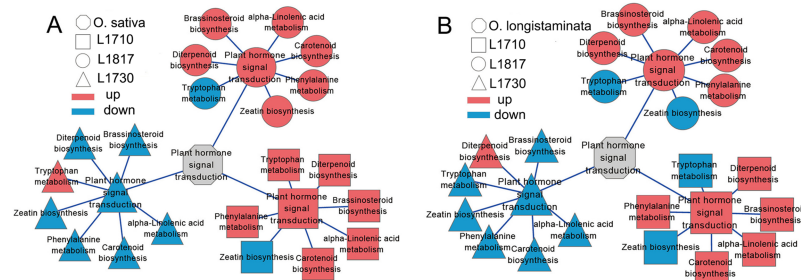 A
O. sativa
L1710
L1817
L1730
up
down
Brassinosteroid
biosynthesis
alpha-Linolenic acid
metabolism
Diterpenoid
biosynthesis
Plant hormone
signal
transduction
Carotenoid
biosynthesis
Tryptophan
metabolism
Phenylalanine
metabolism
Zeatin biosynthesis
Plant hormone
signal
transduction
Diterpenoid
biosynthesis
Brassinosteroid
biosynthesis
Tryptophan
metabolism
Plant hormone
signal
transduction
Zeatin biosynthesis
alpha-Linolenic acid
metabolism
Phenylalanine
metabolism
Carotenoid
biosynthesis
Tryptophan
metabolism
Diterpenoid
biosynthesis
Phenylalanine
metabolism
Plant hormone
signal
transduction
Brassinosteroid
biosynthesis
Zeatin biosynthesis
alpha-Linolenic acid
metabolism
Carotenoid
biosynthesis
B
O. longistaminata
L1710
L1817
L1730
up
down
Brassinosteroid
biosynthesis
alpha-Linolenic acid
metabolism
Diterpenoid
biosynthesis
Plant hormone
signal
transduction
Carotenoid
biosynthesis
Tryptophan
metabolism
Phenylalanine
metabolism
Zeatin biosynthesis
Plant hormone
signal
transduction
Diterpenoid
biosynthesis
Brassinosteroid
biosynthesis
Tryptophan
metabolism
Plant hormone
signal
transduction
Zeatin biosynthesis
alpha-Linolenic acid
metabolism
Phenylalanine
metabolism
Carotenoid
biosynthesis
Tryptophan
metabolism
Diterpenoid
biosynthesis
Phenylalanine
metabolism
Plant hormone
signal
transduction
Brassinosteroid
biosynthesis
Zeatin biosynthesis
alpha-Linolenic acid
metabolism
Carotenoid
biosynthesis